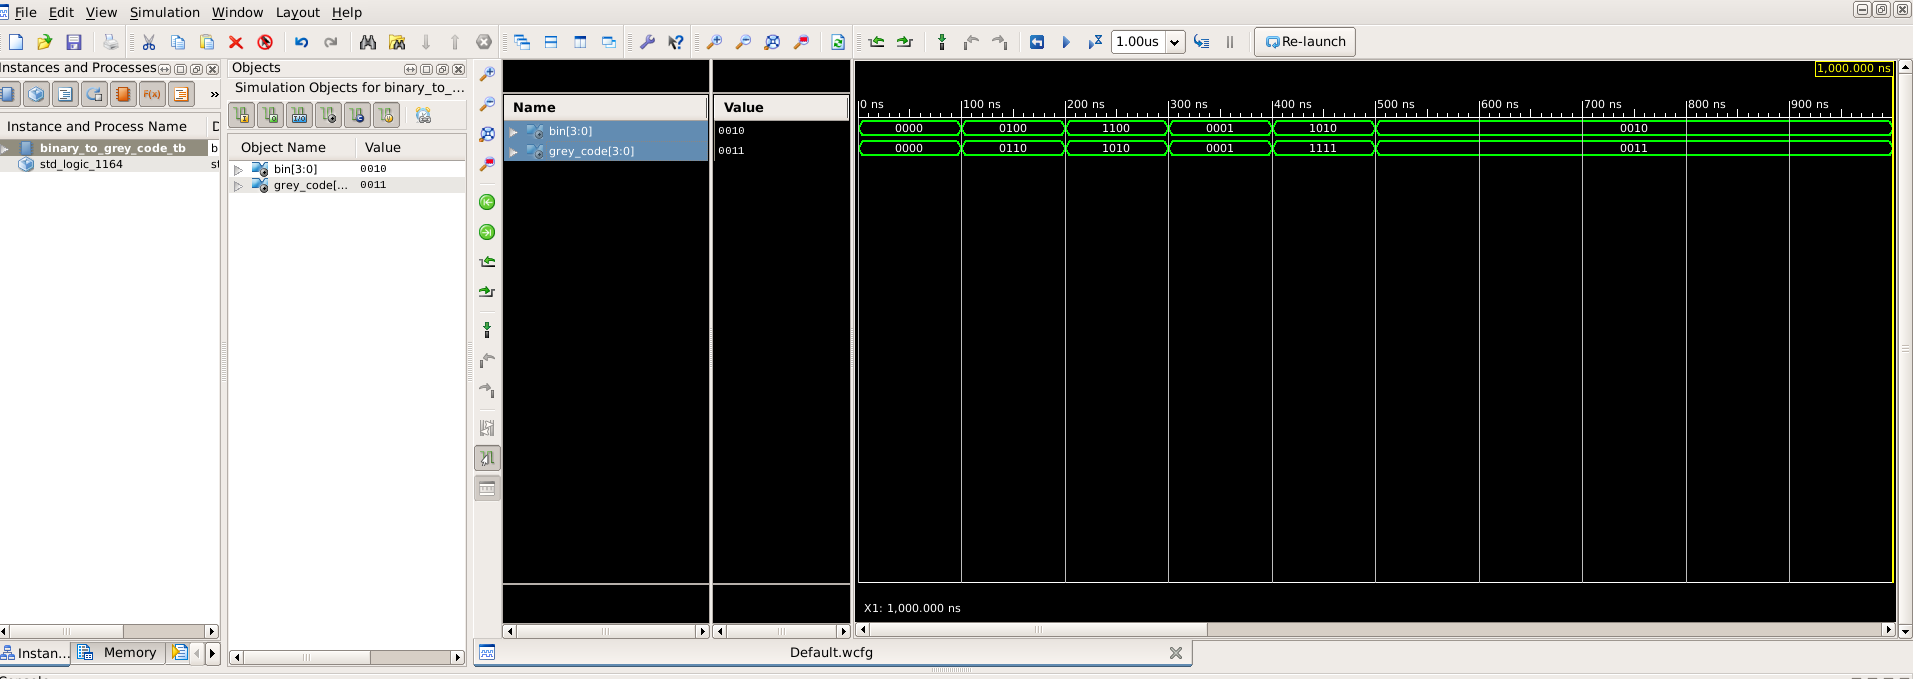 File Edit View Simulation Window Layout Help
1.00us Re-launch
Instances and Processes
F(x)
»
Instance and Process Name D
binary_to_grey_code_tb b
std_logic_1164 st
Instan... Memory
Objects
Simulation Objects for binary_to_...
Object Name Value
bin[3:0] 0010
grey_code[... 0011
Name Value
bin[3:0] 0010
grey_code[3:0] 0011
1,000.000 ns
0 ns 100 ns 200 ns 300 ns 400 ns 500 ns 600 ns 700 ns 800 ns 900 ns
0000 0100 1100 0001 1010 0010
0000 0110 1010 0001 1111 0011
X1: 1,000.000 ns
Default.wcfg
Console